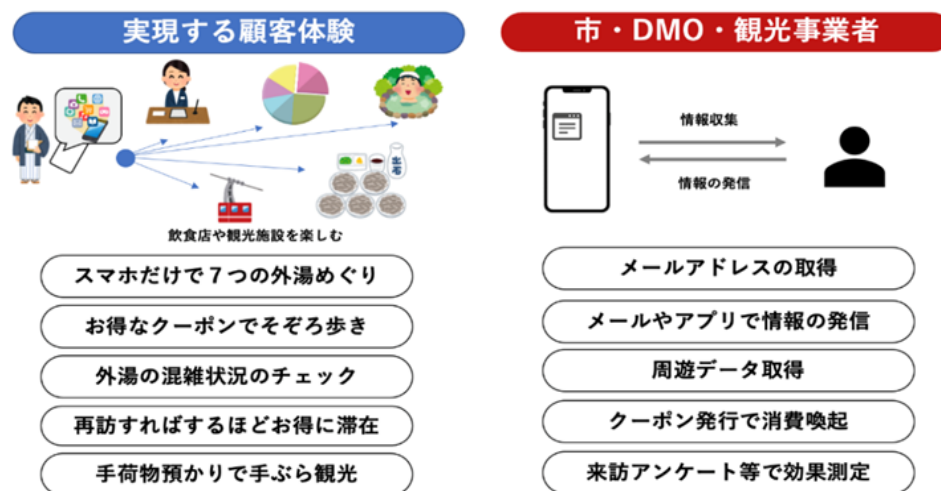 実現する顧客体験
出石
飲食店や観光施設を楽しむ
スマホだけで７つの外湯めぐり
お得なクーポンでそぞろ歩き
外湯の混雑状況のチェック
再訪すればするほどお得に滞在
手荷物預かりで手ぶら観光
市・DMO・観光事業者
情報収集
情報の発信
メールアドレスの取得
メールやアプリで情報の発信
周遊データ取得
クーポン発行で消費喚起
来訪アンケート等で効果測定